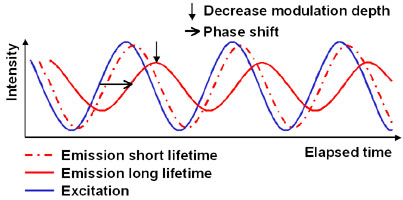 Decrease modulation depth
Phase shift
Intensity
Elapsed time
Emission short lifetime
Emission long lifetime
Excitation